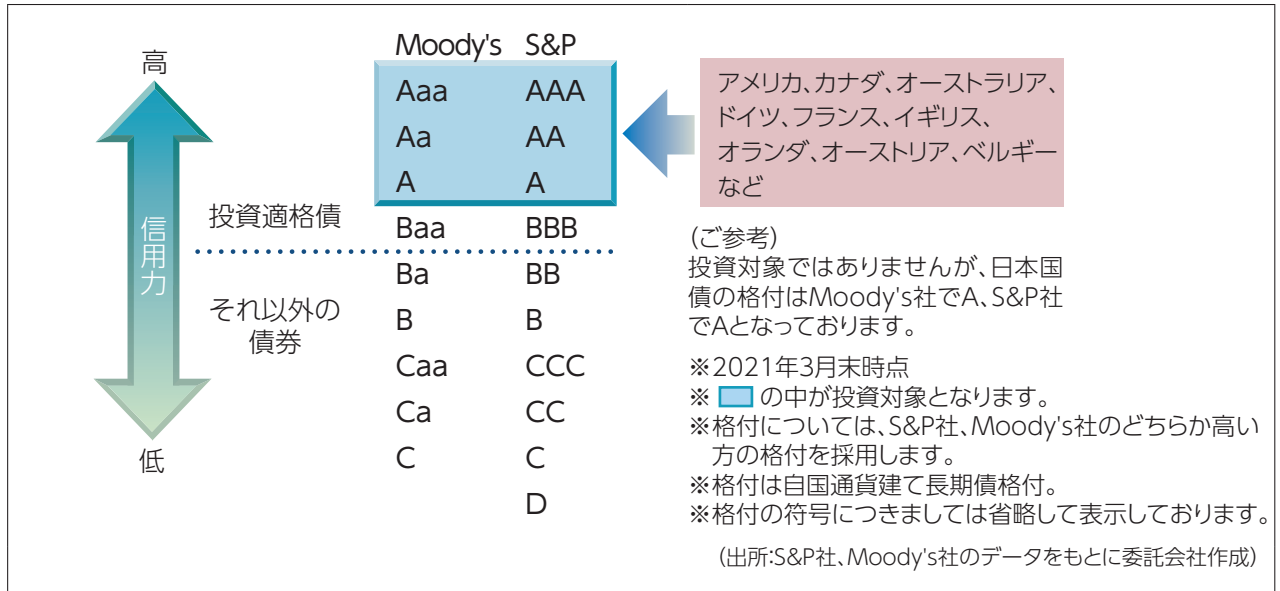 Moody's S&P
高
Aaa AAA
Aa AA
A A
投資適格債
Baa BBB
Ba BB
それ以外の
債券
B B
Caa CCC
Ca CC
C C
D
低
信用力
アメリカ、カナダ、オーストラリア、
ドイツ、フランス、イギリス、
オランダ、オーストリア、ベルギー
など
(ご参考)
投資対象ではありませんが、日本国
債の格付はMoody's社でA、S&P社
でAとなっております。
※2021年3月末時点
※ の中が投資対象となります。
※格付については、S&P社、Moody's社のどちらか高い
方の格付を採用します。
※格付は自国通貨建て長期債格付。
※格付の符号につきましては省略して表示しております。
(出所:S&P社、Moody's社のデータをもとに委託会社作成)